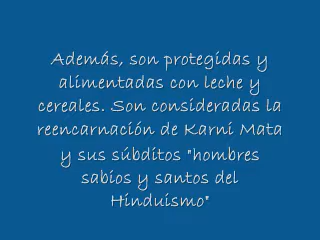 Además, son protegidas y
alimentadas con leche y
cereales. Son consideradas la
reencarnación de Karni Mata
y sus súbditos "hombres
sabios y santos del
Hinduismo"